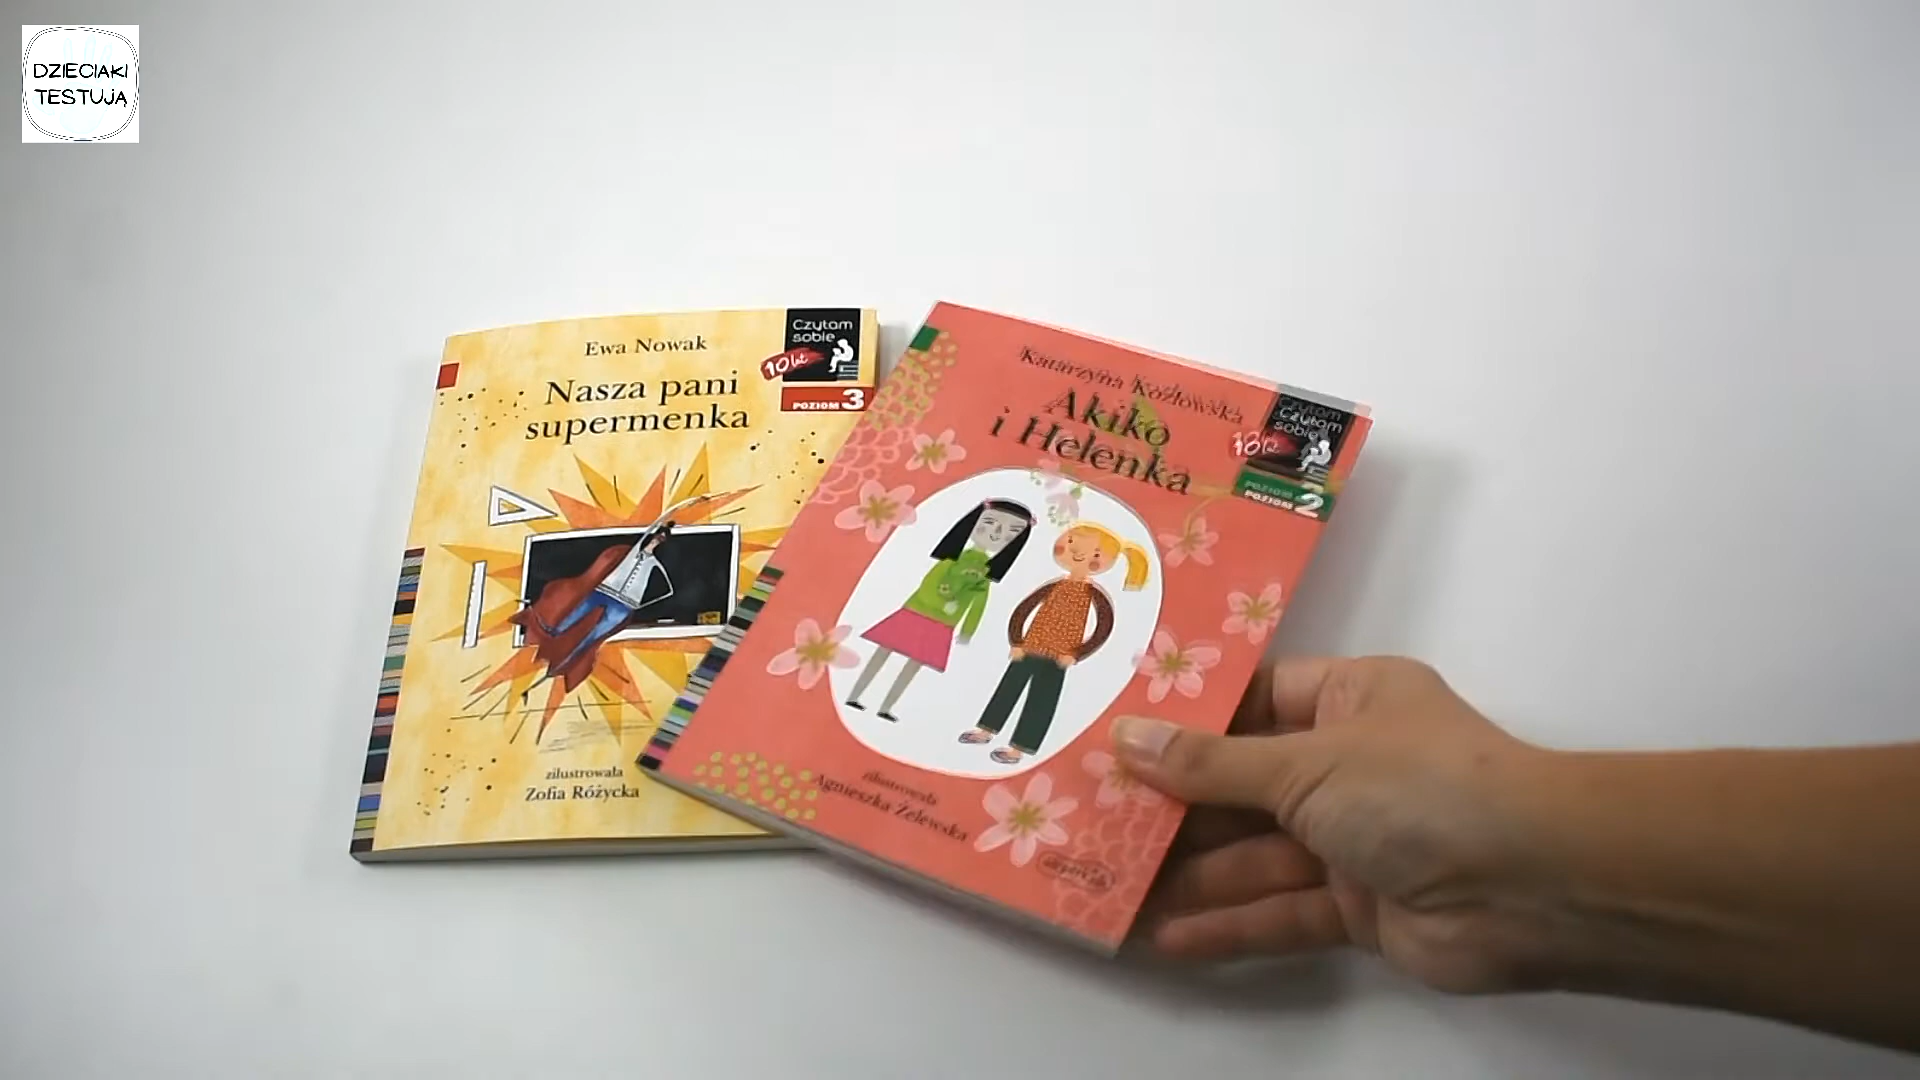 DZIECIAKI
TESTUJĄ
Ewa Nowak
Czytam
sobie
10 lat
POZIOM 3
Nasza pani
supermenka
zilustrowała
Zofia Różycka
Katarzyna Kozłowska
Akiko
i Helenka
Czytam
sobie
POZIOM 2
zilustrowała
Agnieszka Żelewska